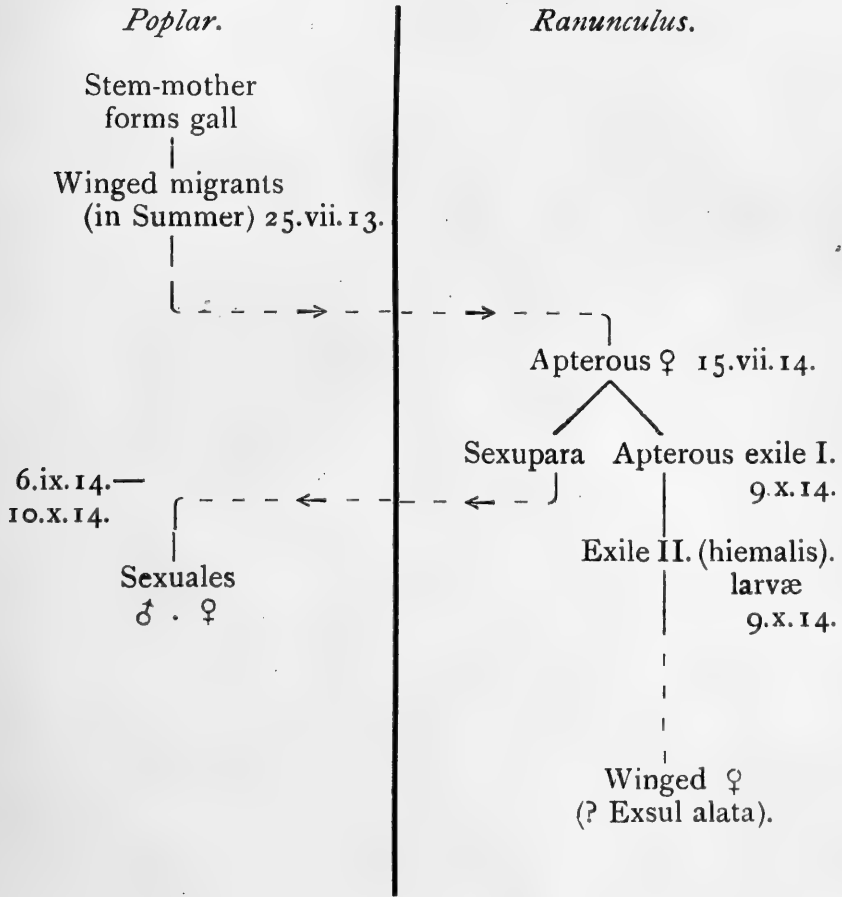 Poplar.
Ranunculus.
Stem-mother
forms gall
Winged migrants
(in Summer) 25.vii.13.
Apterous ♀ 15.vii.14.
Sexupara
Apterous exile I.
9.x.14.
6.ix.14.—
10.x.14.
Exile II. (hiemalis).
larvæ
9.x.14.
Sexuales
♂ . ♀
Winged ♀
(? Exsul alata).